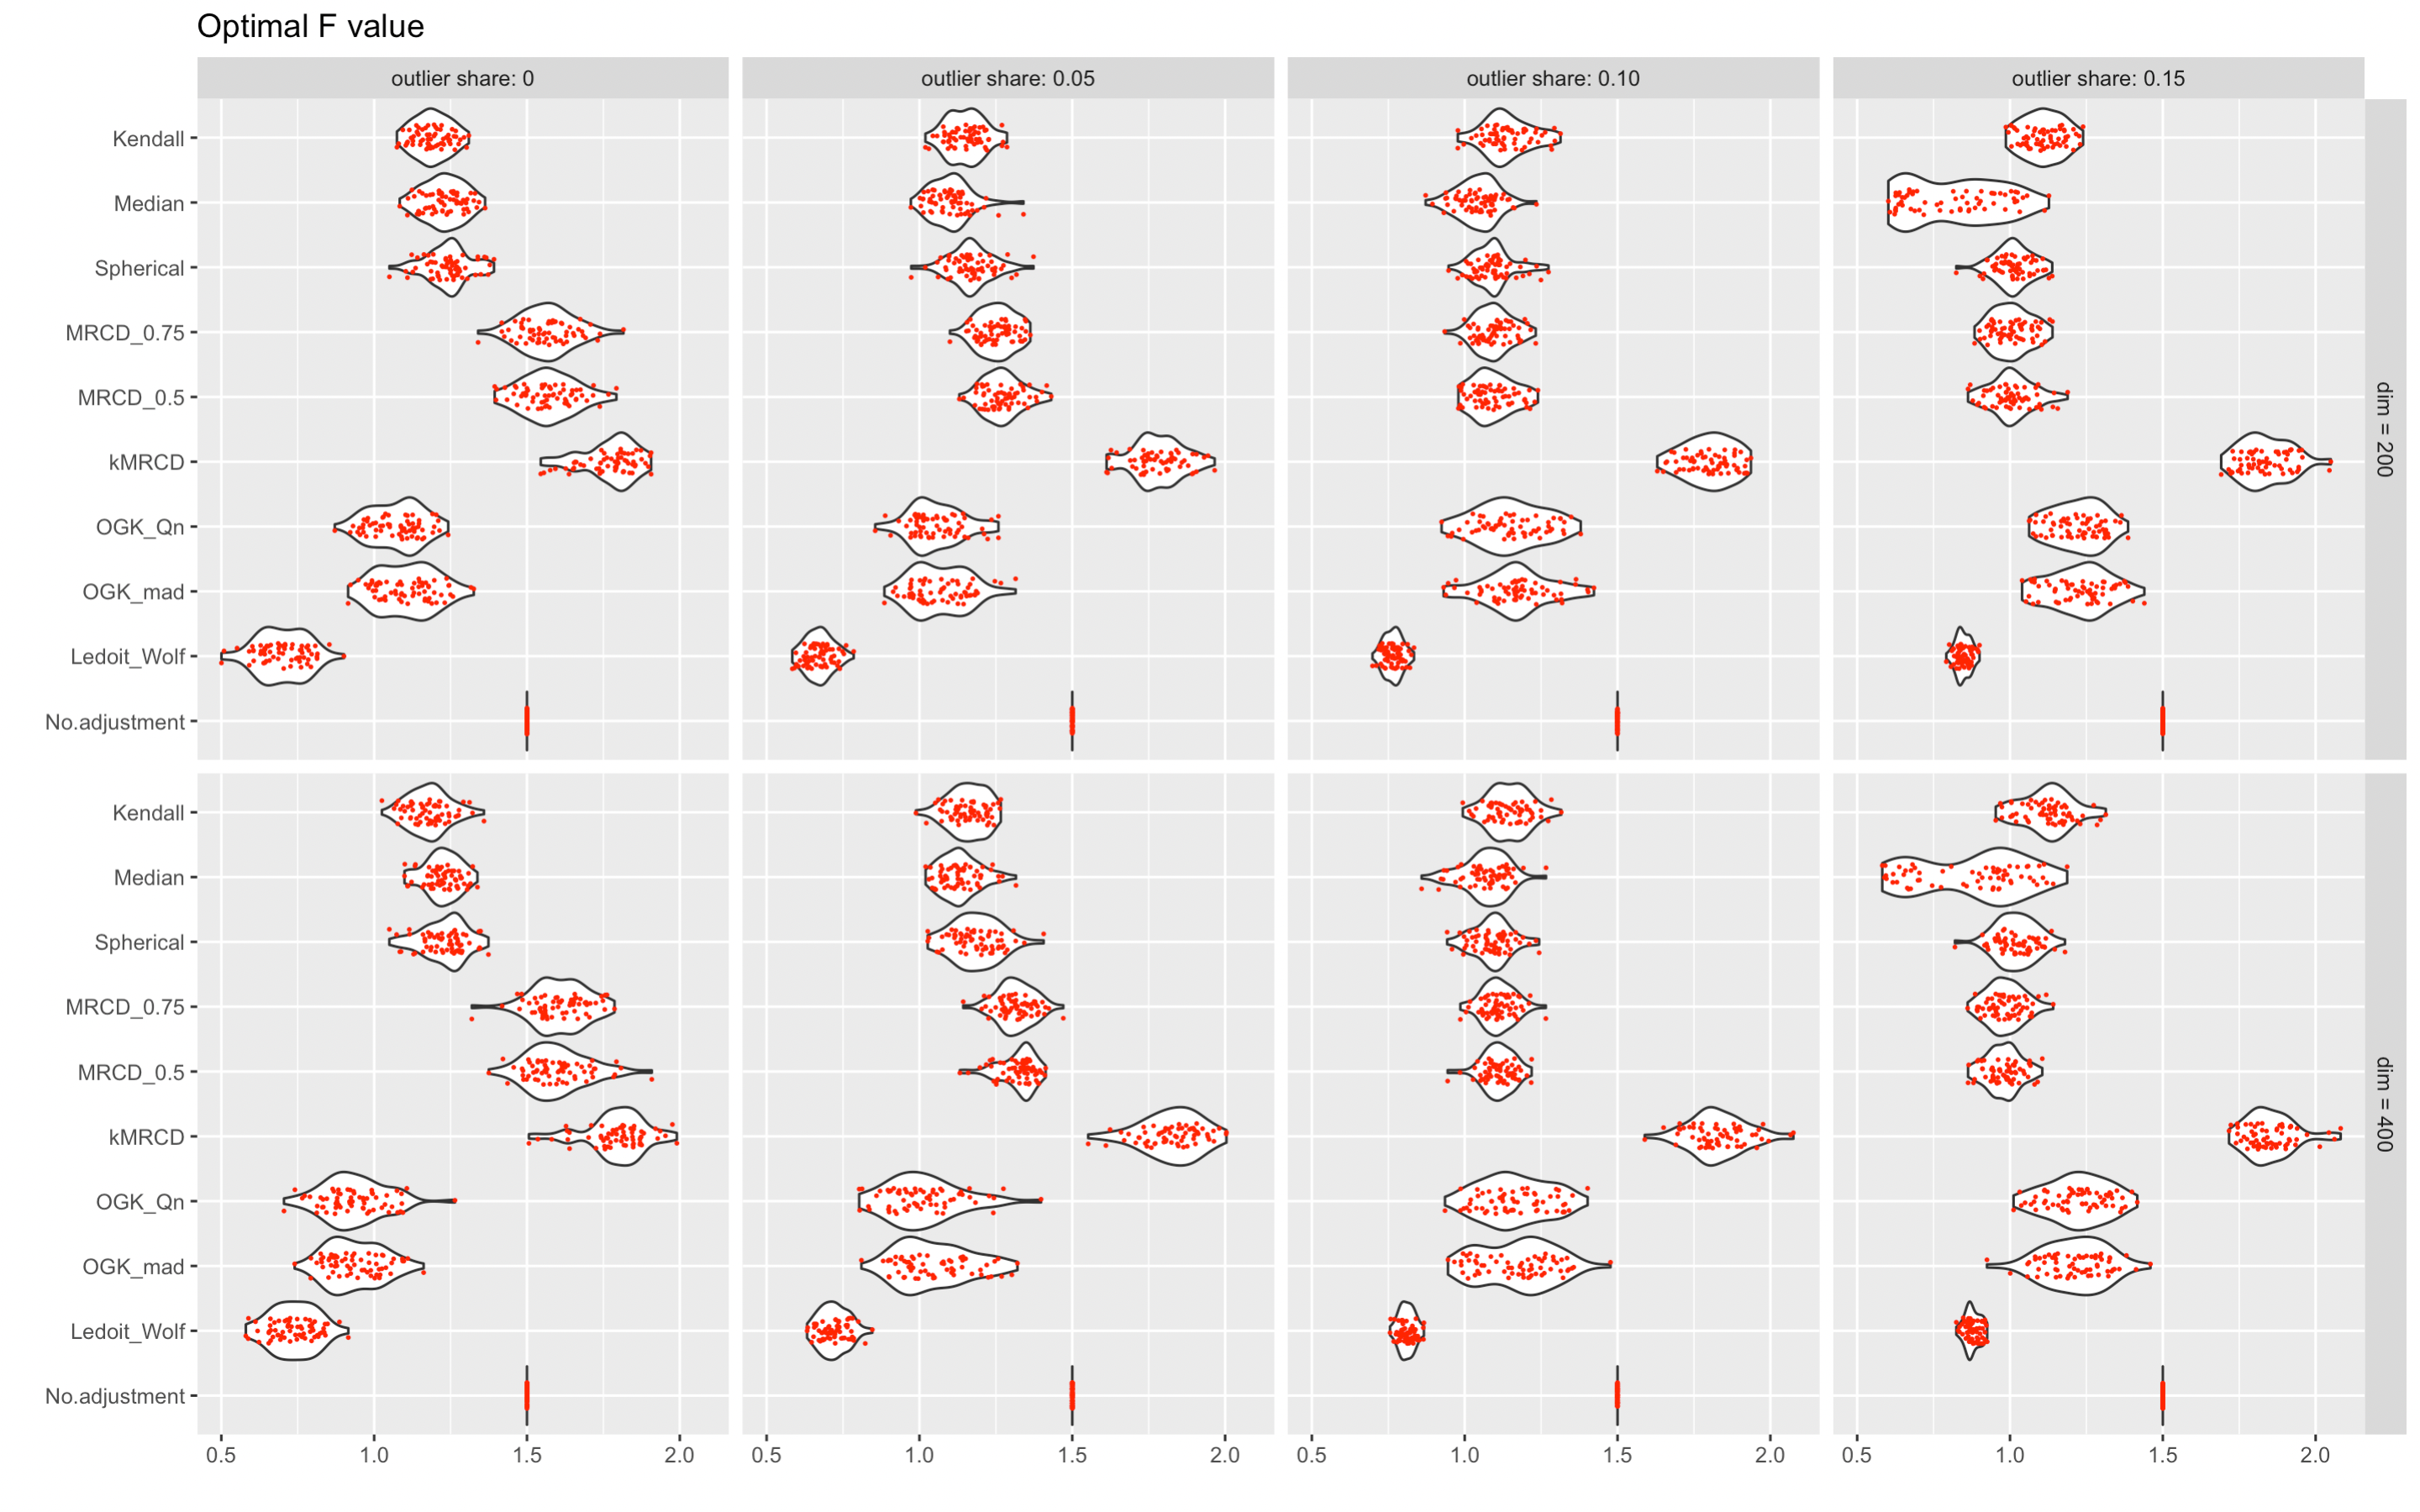 Optimal F value
outlier share: 0
outlier share: 0.05
outlier share: 0.10
outlier share: 0.15
Kendall
Median
Spherical
MRCD_0.75
MRCD_0.5
kMRCD
OGK_Qn
OGK_mad
Ledoit_Wolf
No.adjustment
dim = 200
Kendall
Median
Spherical
MRCD_0.75
MRCD_0.5
kMRCD
OGK_Qn
OGK_mad
Ledoit_Wolf
No.adjustment
dim = 400
0.5 1.0 1.5 2.0
0.5 1.0 1.5 2.0
0.5 1.0 1.5 2.0
0.5 1.0 1.5 2.0